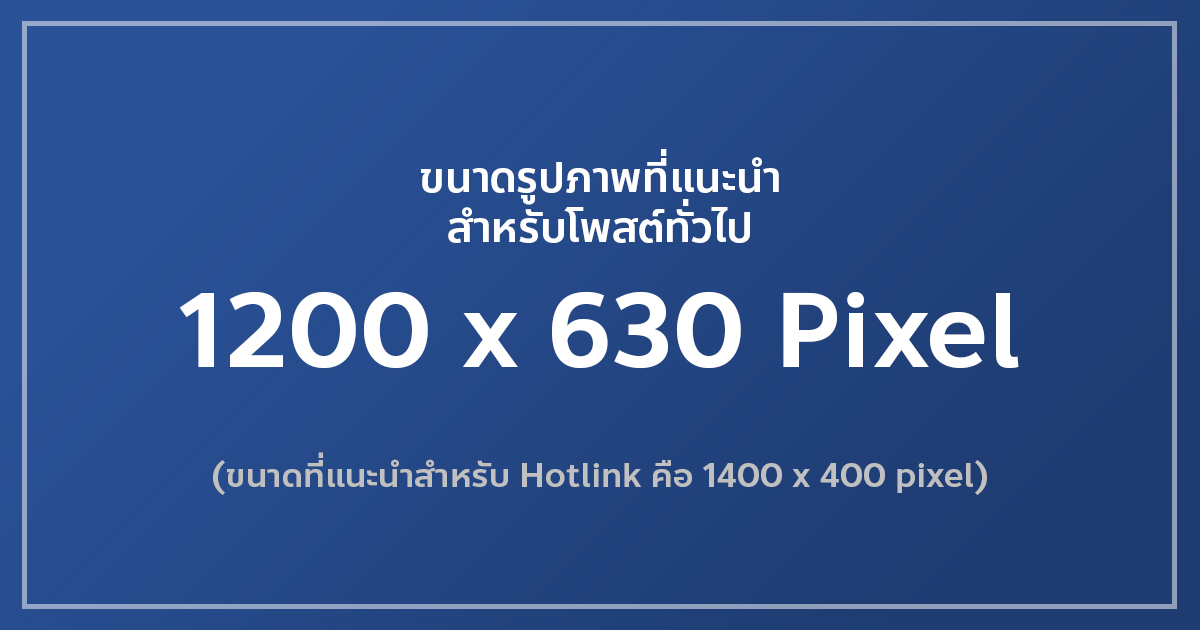 ขนาดรูปภาพที่แนะนำ
สำหรับโพสต์ทั่วไป
1200 x 630 Pixel
(ขนาดที่แนะนำสำหรับ Hotlink คือ 1400 x 400 pixel)